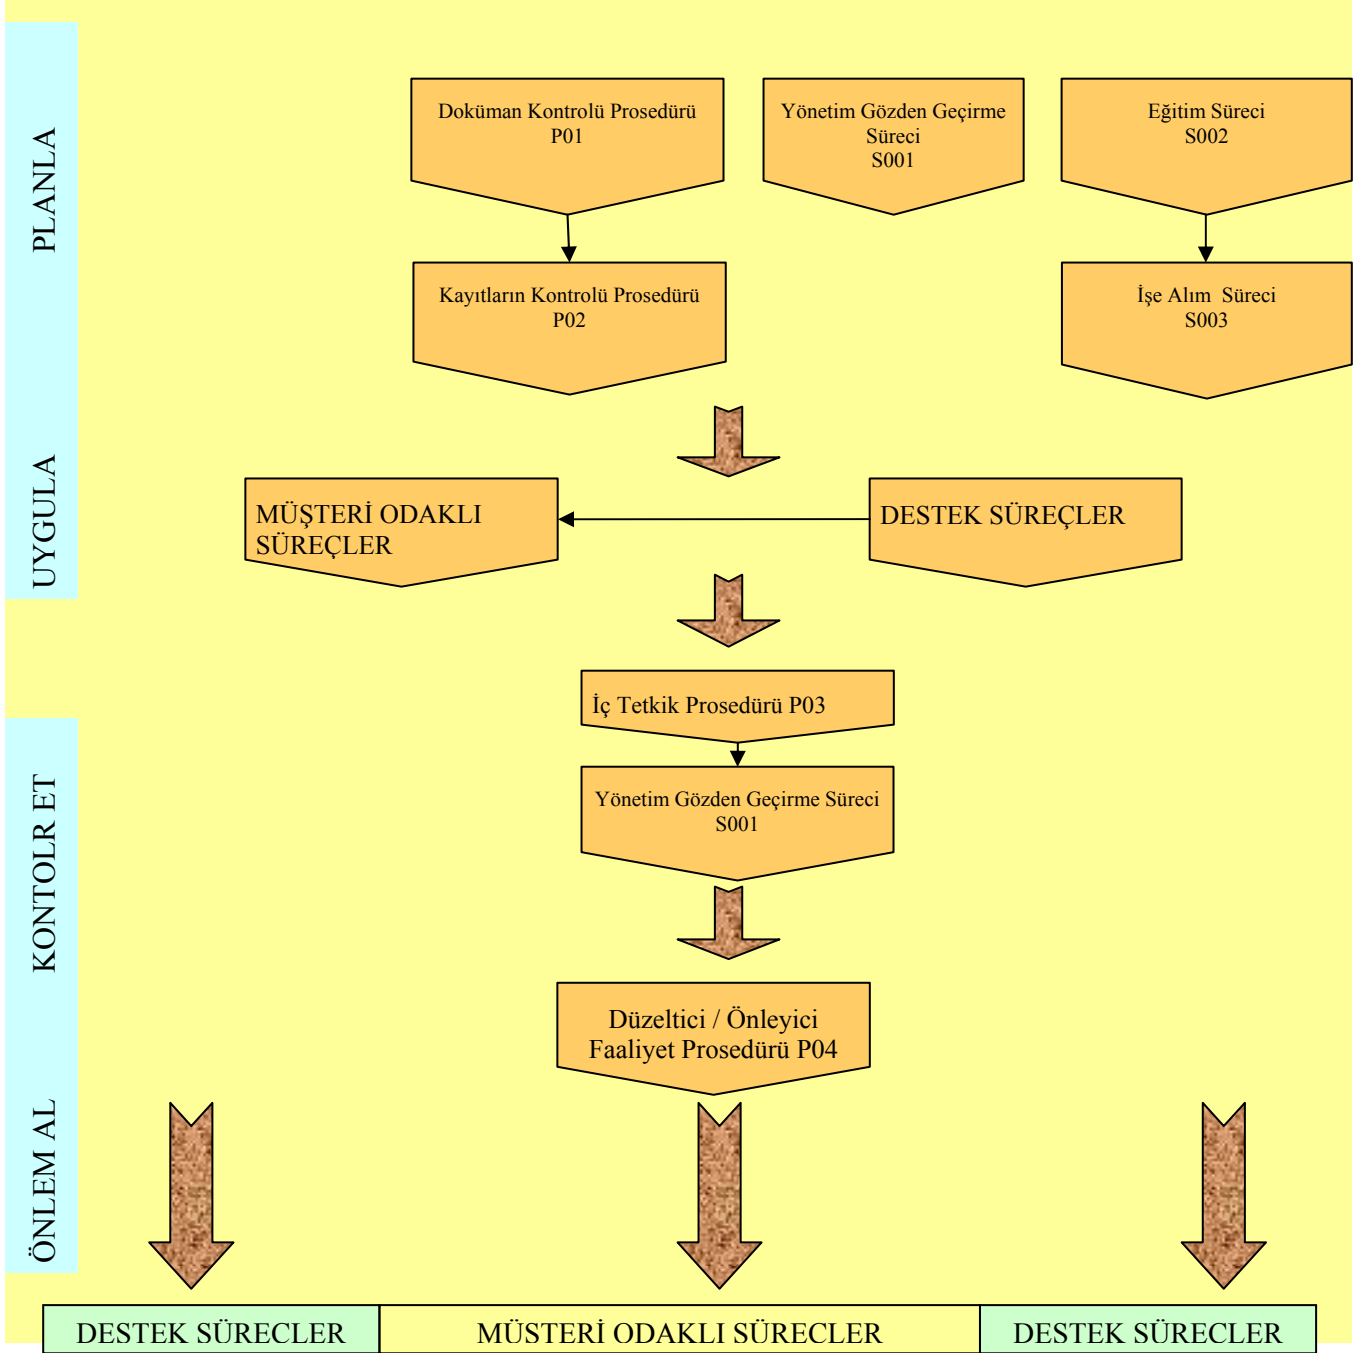 PLANLA
Doküman Kontrolü Prosedürü
P01
Yönetim Gözden Geçirme
Süreci
S001
Eğitim Süreci
S002
Kayıtların Kontrolü Prosedürü
P02
İşe Alım Süreci
S003
UYGULA
MÜŞTERİ ODAKLI
SÜREÇLER
DESTEK SÜREÇLER
İç Tetkik Prosedürü P03
KONTOLR ET
Yönetim Gözden Geçirme Süreci
S001
Düzeltici / Önleyici
Faaliyet Prosedürü P04
ÖNLEM AL
DESTEK SÜRECLER
MÜSTERİ ODAKLI SÜRECLER
DESTEK SÜRECLER